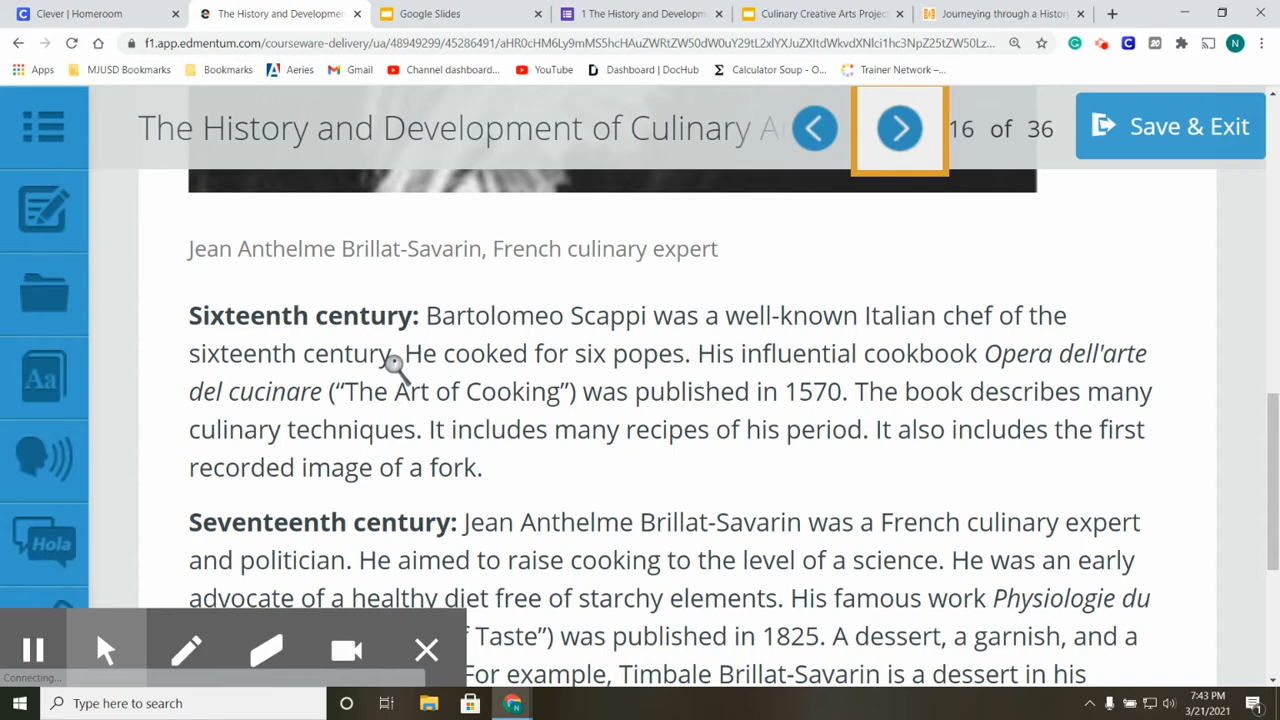 Clever | Homeroom
The History and Developmen
Google Slides
1 The History and Developm
Culinary Creative Arts Project
Journeying through a History
f1.app.edmentum.com/courseware-delivery/ua/48949909/45286491/
Apps
MJUSD Bookmarks
Bookmarks
Aeries
Gmail
Channel dashboard...
YouTube
Dashboard | DocHub
Calculator Soup - O...
Trainer Network –...
The History and Development of Culinary A
16 of 36
Save & Exit
Jean Anthelme Brillat-Savarin, French culinary expert
Sixteenth century: Bartolomeo Scappi was a well-known Italian chef of the
sixteenth century. He cooked for six popes. His influential cookbook Opera dell'arte
del cucinare (“The Art of Cooking”) was published in 1570. The book describes many
culinary techniques. It includes many recipes of his period. It also includes the first
recorded image of a fork.
Seventeenth century: Jean Anthelme Brillat-Savarin was a French culinary expert
and politician. He aimed to raise cooking to the level of a science. He was an early
advocate of a healthy diet free of starchy elements. His famous work Physiologie du
of Taste”) was published in 1825. A dessert, a garnish, and a
For example, Timbale Brillat-Savarin is a dessert in his
Aa
Hola
Connecting...
Type here to search
7:43 PM
3/21/2021
N